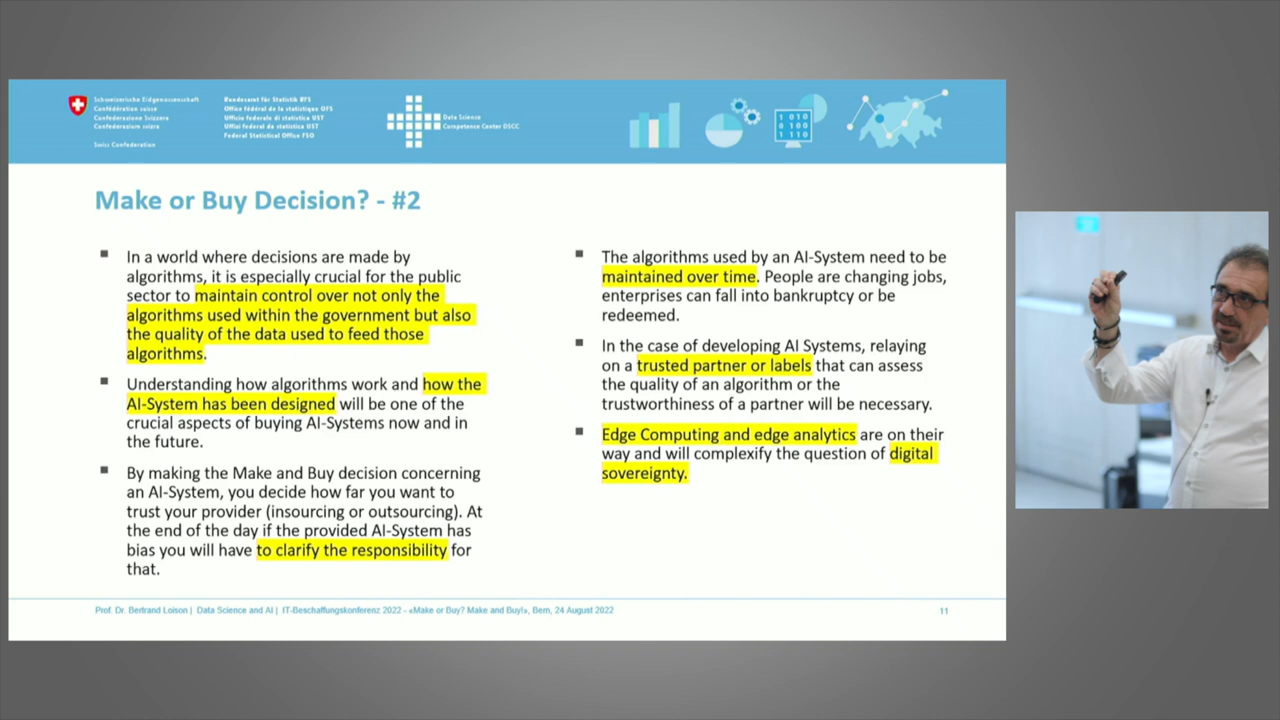 Schweizerische Eidgenossenschaft
Confédération suisse
Confederazione Svizzera
Confederaziun svizra
Swiss Confederation
Bundesamt für Statistik BFS
Office fédéral de la statistique OFS
Ufficio federale di statistica UST
Uffizi federal da statistica UST
Federal Statistical Office FSO
Data Science
Competence Center DSCC
1 010
0 100
1 110
Make or Buy Decision? - #2
In a world where decisions are made by
algorithms, it is especially crucial for the public
sector to maintain control over not only the
algorithms used within the government but also
the quality of the data used to feed those
algorithms.
Understanding how algorithms work and how the
AI-System has been designed will be one of the
crucial aspects of buying AI-Systems now and in
the future.
By making the Make and Buy decision concerning
an AI-System, you decide how far you want to
trust your provider (insourcing or outsourcing). At
the end of the day if the provided AI-System has
bias you will have to clarify the responsibility for
that.
The algorithms used by an AI-System need to be
maintained over time. People are changing jobs,
enterprises can fall into bankruptcy or be
redeemed.
In the case of developing AI Systems, relaying
on a trusted partner or labels that can assess
the quality of an algorithm or the
trustworthiness of a partner will be necessary.
Edge Computing and edge analytics are on their
way and will complexify the question of digital
sovereignty.
Prof. Dr. Bertrand Loison | Data Science and AI | IT-Beschaffungskonferenz 2022 - «Make or Buy? Make and Buy!», Bern, 24 August 2022
11